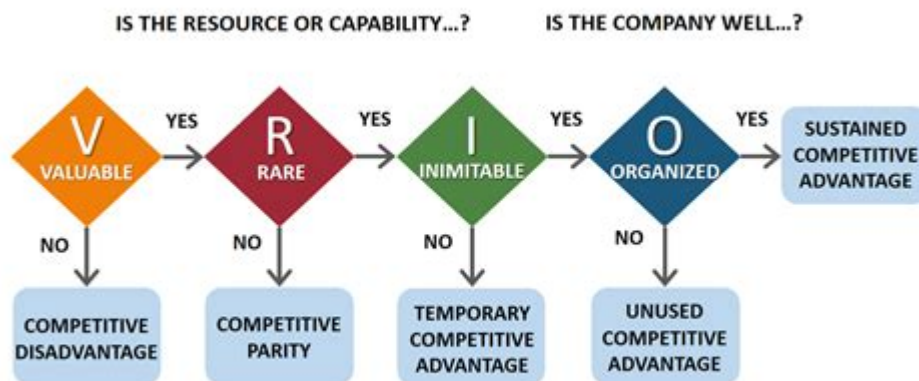 IS THE RESOURCE OR CAPABILITY...?
IS THE COMPANY WELL...?
V
VALUABLE
YES
R
RARE
YES
I
INIMITABLE
YES
O
ORGANIZED
YES
SUSTAINED
COMPETITIVE
ADVANTAGE
NO
NO
NO
NO
COMPETITIVE
DISADVANTAGE
COMPETITIVE
PARITY
TEMPORARY
COMPETITIVE
ADVANTAGE
UNUSED
COMPETITIVE
ADVANTAGE